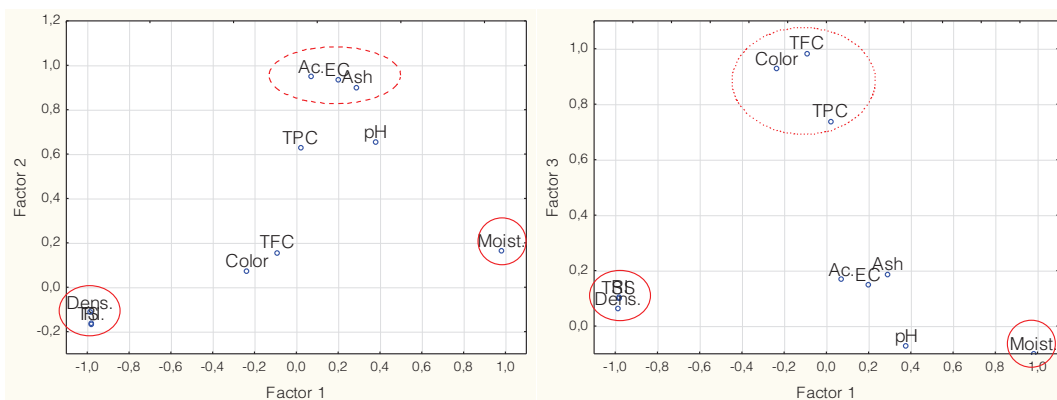 1,2
1,0
0,8
0,6
0,4
0,2
0,0
-0,2
Factor 2
Ac. EC Ash
TPC pH
TFC
Color
Moist.
Dens.
-1,0 -0,8 -0,6 -0,4 -0,2 0,0 0,2 0,4 0,6 0,8 1,0
Factor 1
1,0
0,8
0,6
0,4
0,2
0,0
Factor 3
TFC
Color
TPC
Ash
Ac. EC
Dens.
pH
Moist.
-1,0 -0,8 -0,6 -0,4 -0,2 0,0 0,2 0,4 0,6 0,8 1,0
Factor 1